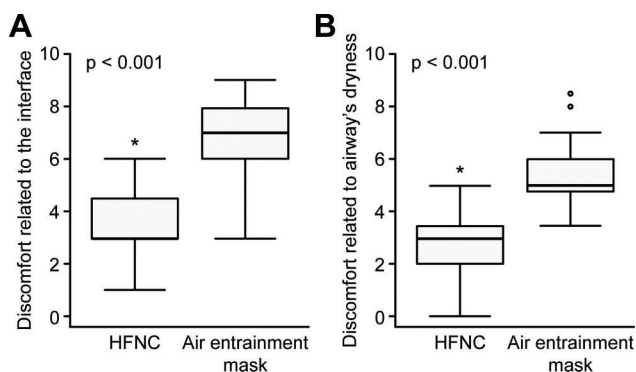 A
Discomfort related to the interface
10
8
6
4
2
0
p < 0.001
*
HFNC
Air entrainment
mask
B
Discomfort related to airway's dryness
10
8
6
4
2
0
p < 0.001
*
HFNC
Air entrainment
mask